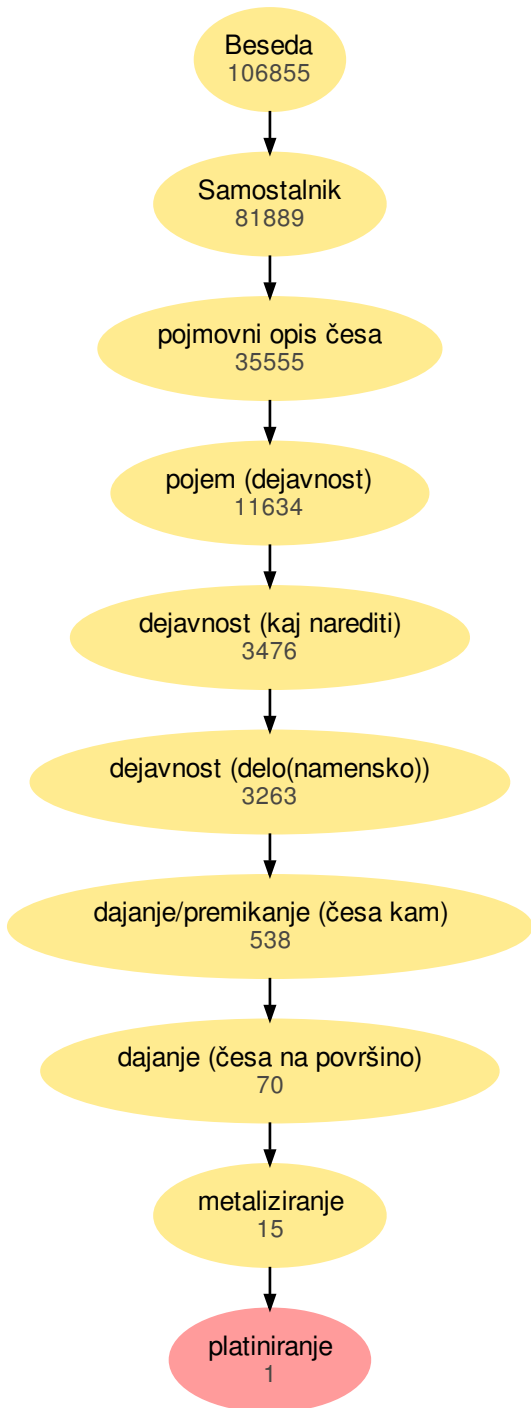 Beseda
106855
Samostalnik
81889
pojmovni opis česa
35555
pojem (dejavnost)
11634
dejavnost (kaj narediti)
3476
dejavnost (delo(namensko))
3263
dajanje/premikanje (česa kam)
538
dajanje (česa na površino)
70
metaliziranje
15
platiniranje
1